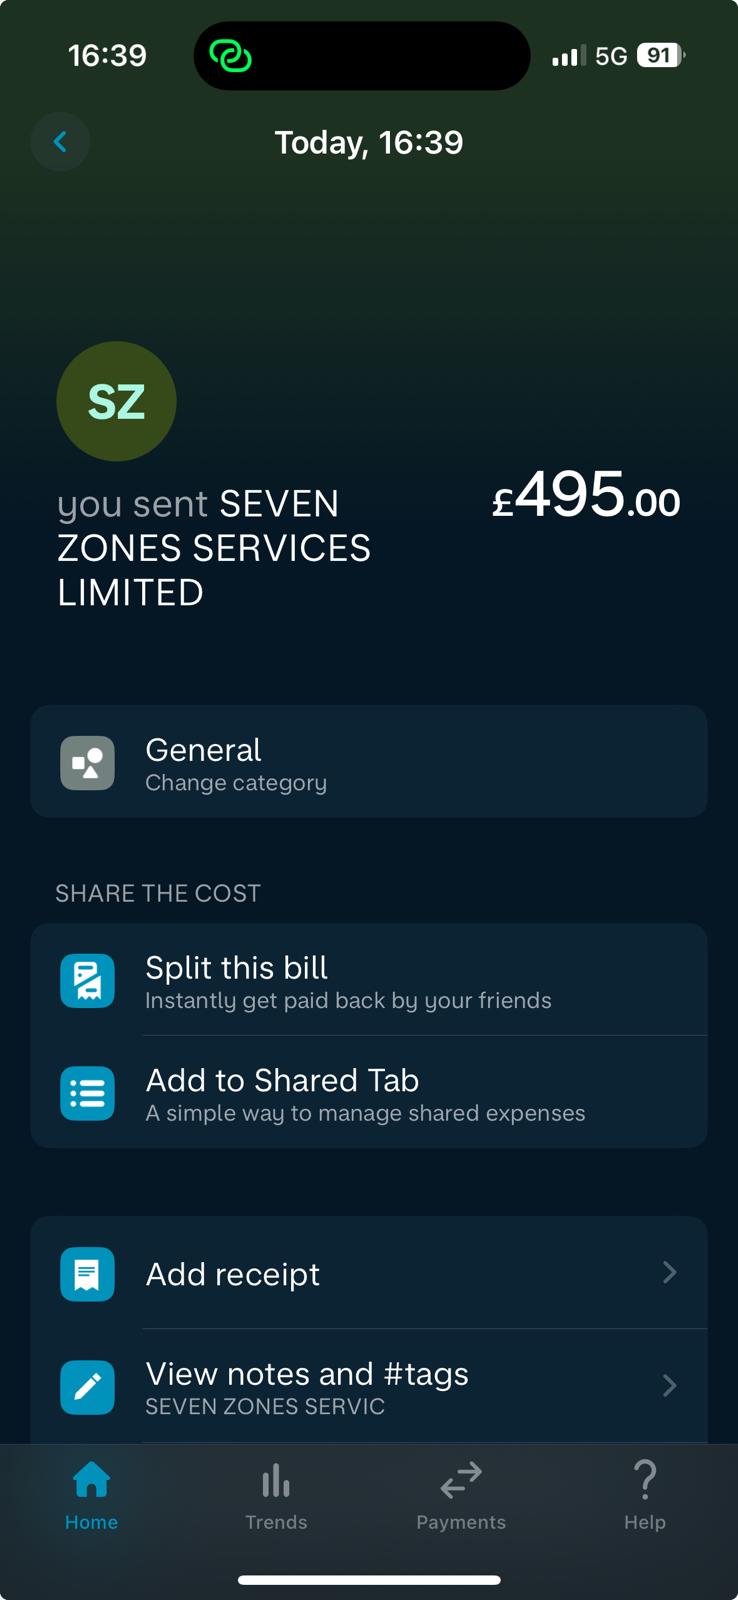 16:39
5G 91
Today, 16:39
SZ
you sent SEVEN
ZONES SERVICES
LIMITED
£495.00
General
Change category
SHARE THE COST
Split this bill
Instantly get paid back by your friends
Add to Shared Tab
A simple way to manage shared expenses
Add receipt
View notes and #tags
SEVEN ZONES SERVIC
Home
Trends
Payments
Help